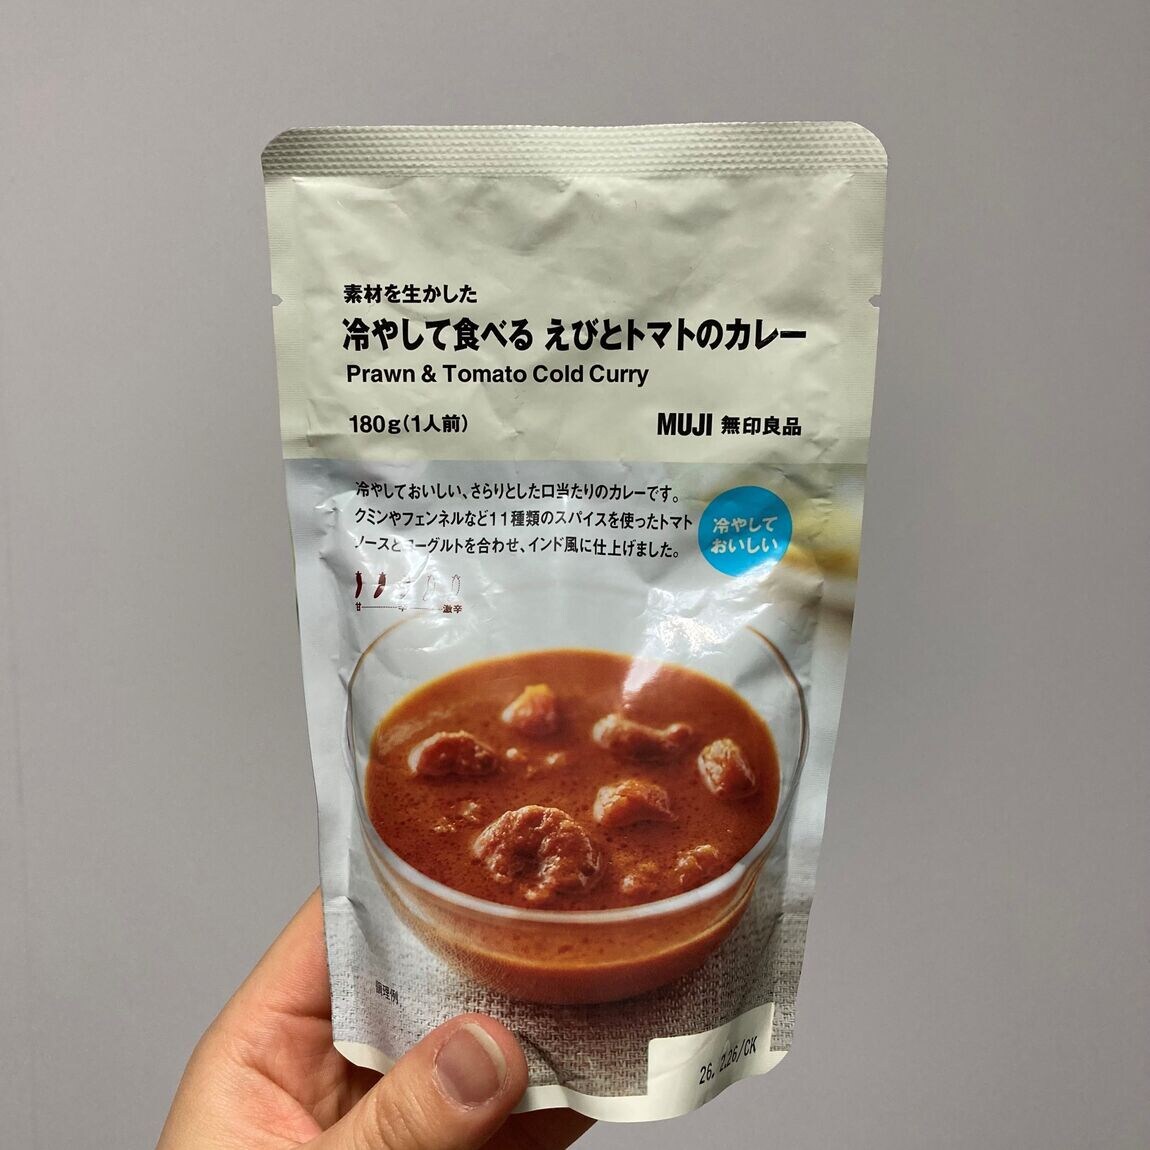 素材を生かした
冷やして食べる えびとトマトのカレー
Prawn & Tomato Cold Curry
180g(1人前)
MUJI 無印良品
冷やしておいしい、さらりとした口当たりのカレーです。
クミンやフェンネルなど11種類のスパイスを使ったトマト
ソースとヨーグルトを合わせ、インド風に仕上げました。
冷やして
おいしい
甘 辛 激辛
調理例
26. 2.26/CK